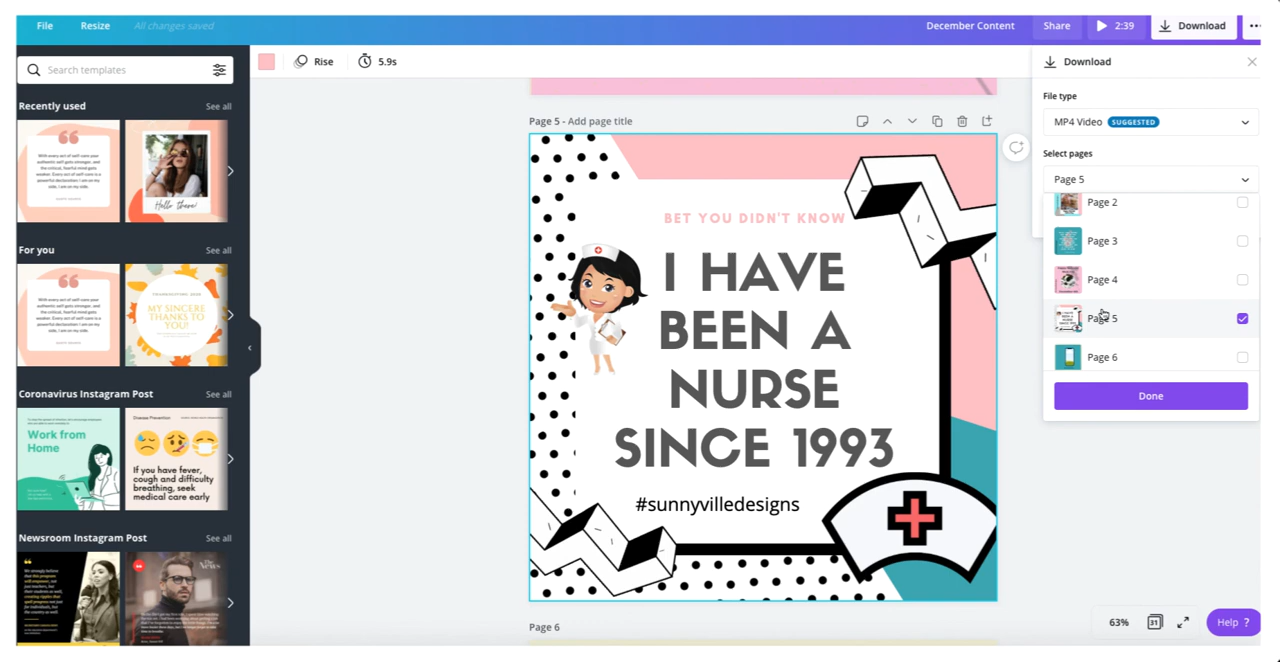 File
Resize
All changes saved
December Content
Share
2:39
Download
Search templates
Rise
5.9s
Recently used
See all
Hello there!
For you
See all
MY SINCERE
THANKS TO
YOU!
Coronavirus Instagram Post
See all
Work from
Home
Disease Prevention
If you have fever,
cough and difficulty
breathing, seek
medical care early
Newsroom Instagram Post
See all
Page 5 - Add page title
BET YOU DIDN'T KNOW
I HAVE
BEEN A
NURSE
SINCE 1993
#sunnyvilledesigns
Page 6
Download
File type
MP4 Video SUGGESTED
Select pages
Page 5
Page 2
Page 3
Page 4
Page 5
Page 6
Done
63%
31
Help ?